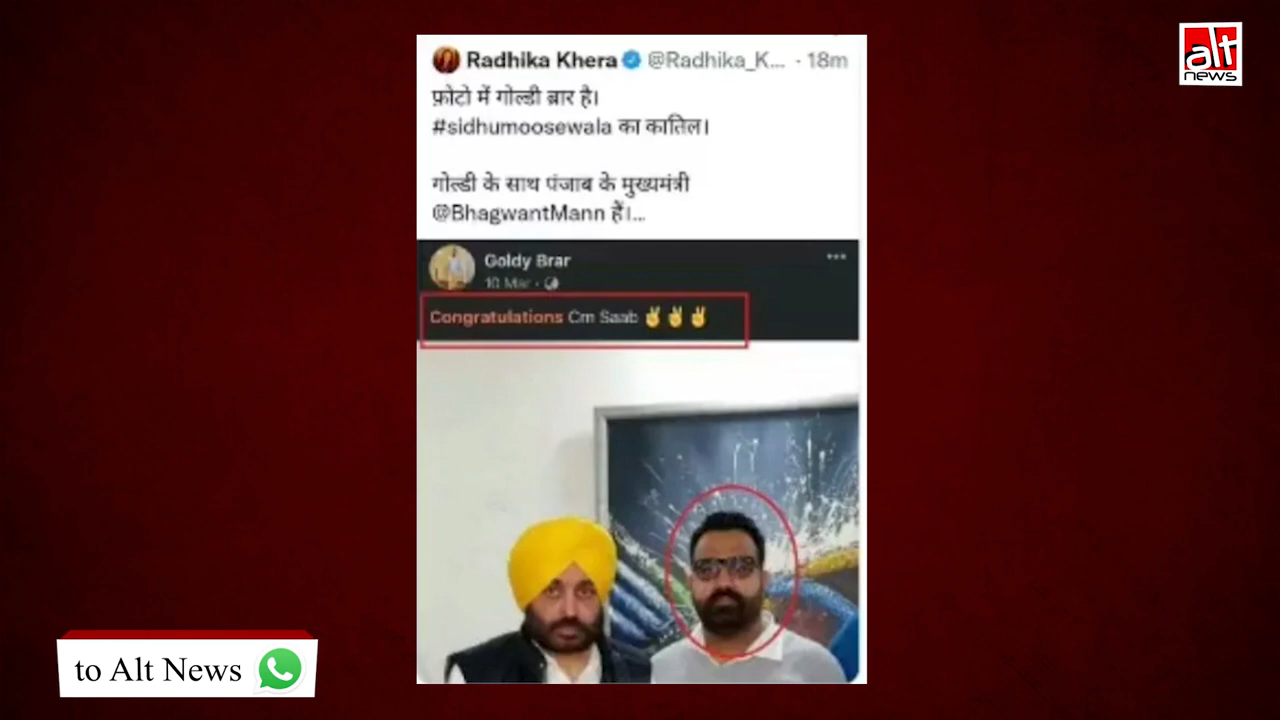 Radhika Khera @Radhika_K... · 18m
फ़ोटो में गोल्डी ब्रार है।
#sidhumoosewala का कातिल।
गोल्डी के साथ पंजाब के मुख्यमंत्री
@BhagwantMann हैं।...
Goldy Brar
10 Mar ·
Congratulations Cm Saab ✌✌✌
alt
news
to Alt News